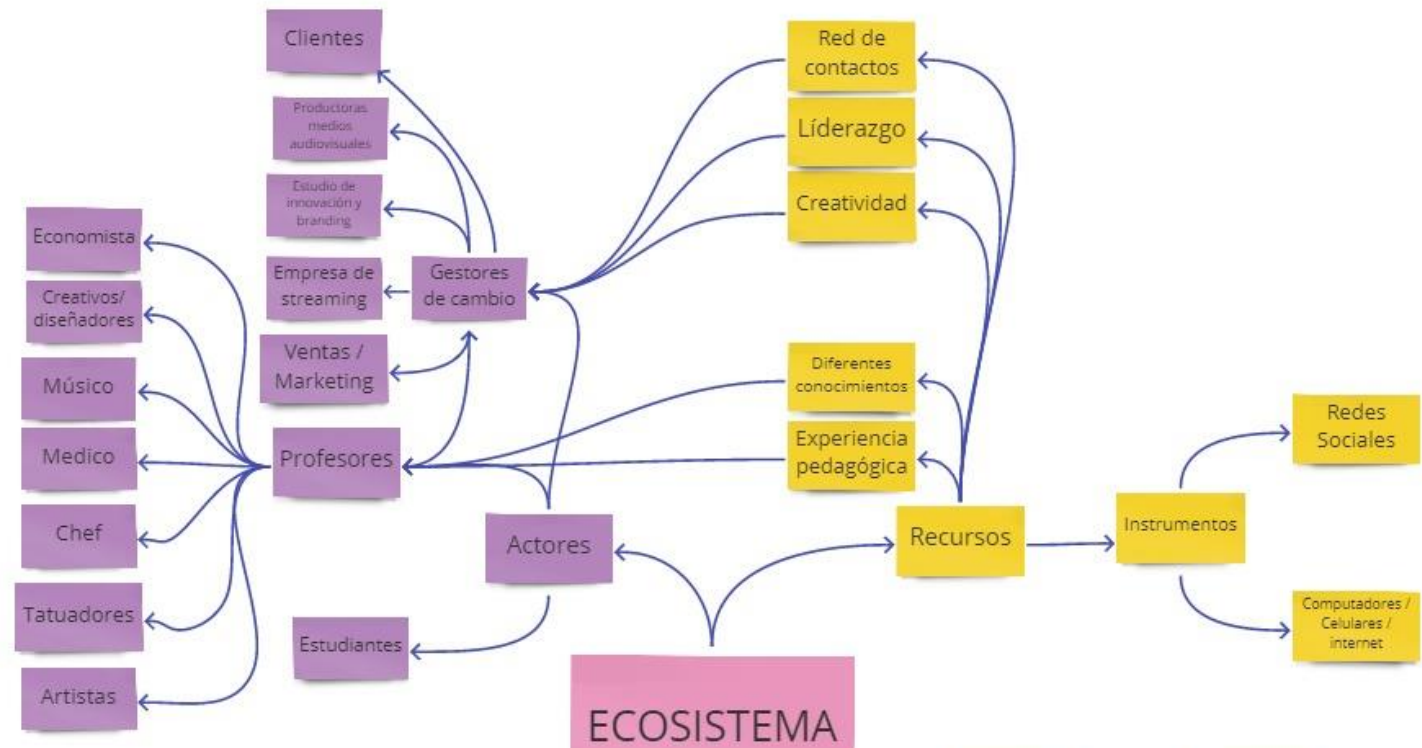 Clientes
Productoras
medios
audiovisuales
Estudio de
innovación y
branding
Empresa de
streaming
Gestores
de cambio
Ventas /
Marketing
Economista
Creativos/
diseñadores
Músico
Medico
Chef
Tatuadores
Artistas
Profesores
Actores
Estudiantes
Red de
contactos
Líderazgo
Creatividad
Diferentes
conocimientos
Experiencia
pedagógica
Recursos
Instrumentos
Redes
Sociales
Computadores /
Celulares /
internet
ECOSISTEMA